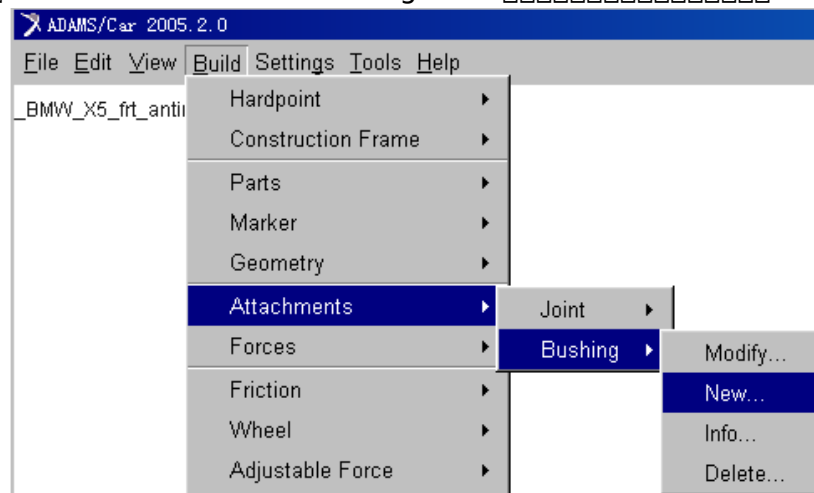 ADAMS/Car 2005.2.0
File Edit View Build Settings Tools Help
Hardpoint
Construction Frame
Parts
Marker
Geometry
Attachments
Joint
Forces
Bushing
Modify...
Friction
New...
Wheel
Info...
Adjustable Force
Delete...